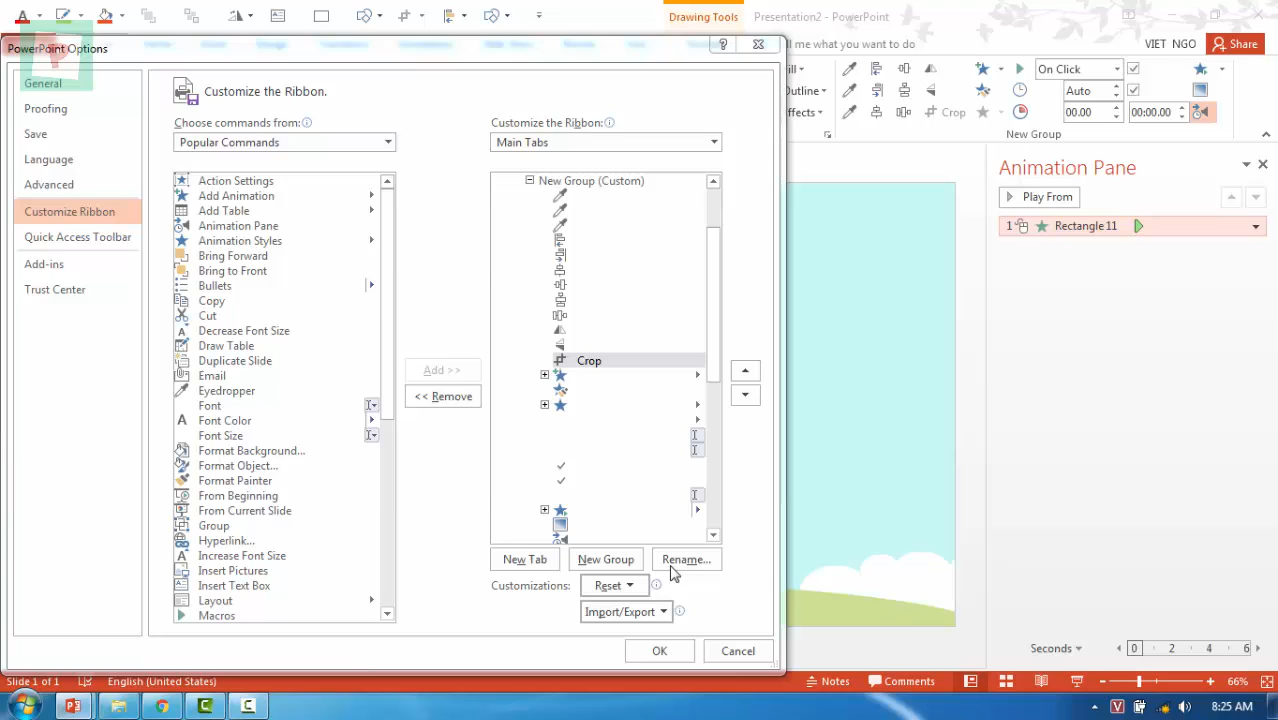 Drawing Tools
Presentation2 - PowerPoint
PowerPoint Options
ll me what you want to do
VIET NGO
Share
General
Proofing
Save
Language
Advanced
Customize Ribbon
Quick Access Toolbar
Add-ins
Trust Center
Customize the Ribbon.
Choose commands from:
Popular Commands
Action Settings
Add Animation
Add Table
Animation Pane
Animation Styles
Bring Forward
Bring to Front
Bullets
Copy
Cut
Decrease Font Size
Draw Table
Duplicate Slide
Email
Eyedropper
Font
Font Color
Font Size
Format Background...
Format Object...
Format Painter
From Beginning
From Current Slide
Group
Hyperlink...
Increase Font Size
Insert Pictures
Insert Text Box
Layout
Macros
Add >>
<< Remove
Customize the Ribbon:
Main Tabs
New Group (Custom)
Crop
New Tab
New Group
Rename...
Customizations:
Reset
Import/Export
OK
Cancel
ill
Outline
ffects
Crop
On Click
Auto
00.00
00:00.00
New Group
Animation Pane
Play From
1 Rectangle 11
Seconds
0 2 4 6
Slide 1 of 1
English (United States)
Notes
Comments
66%
8:25 AM